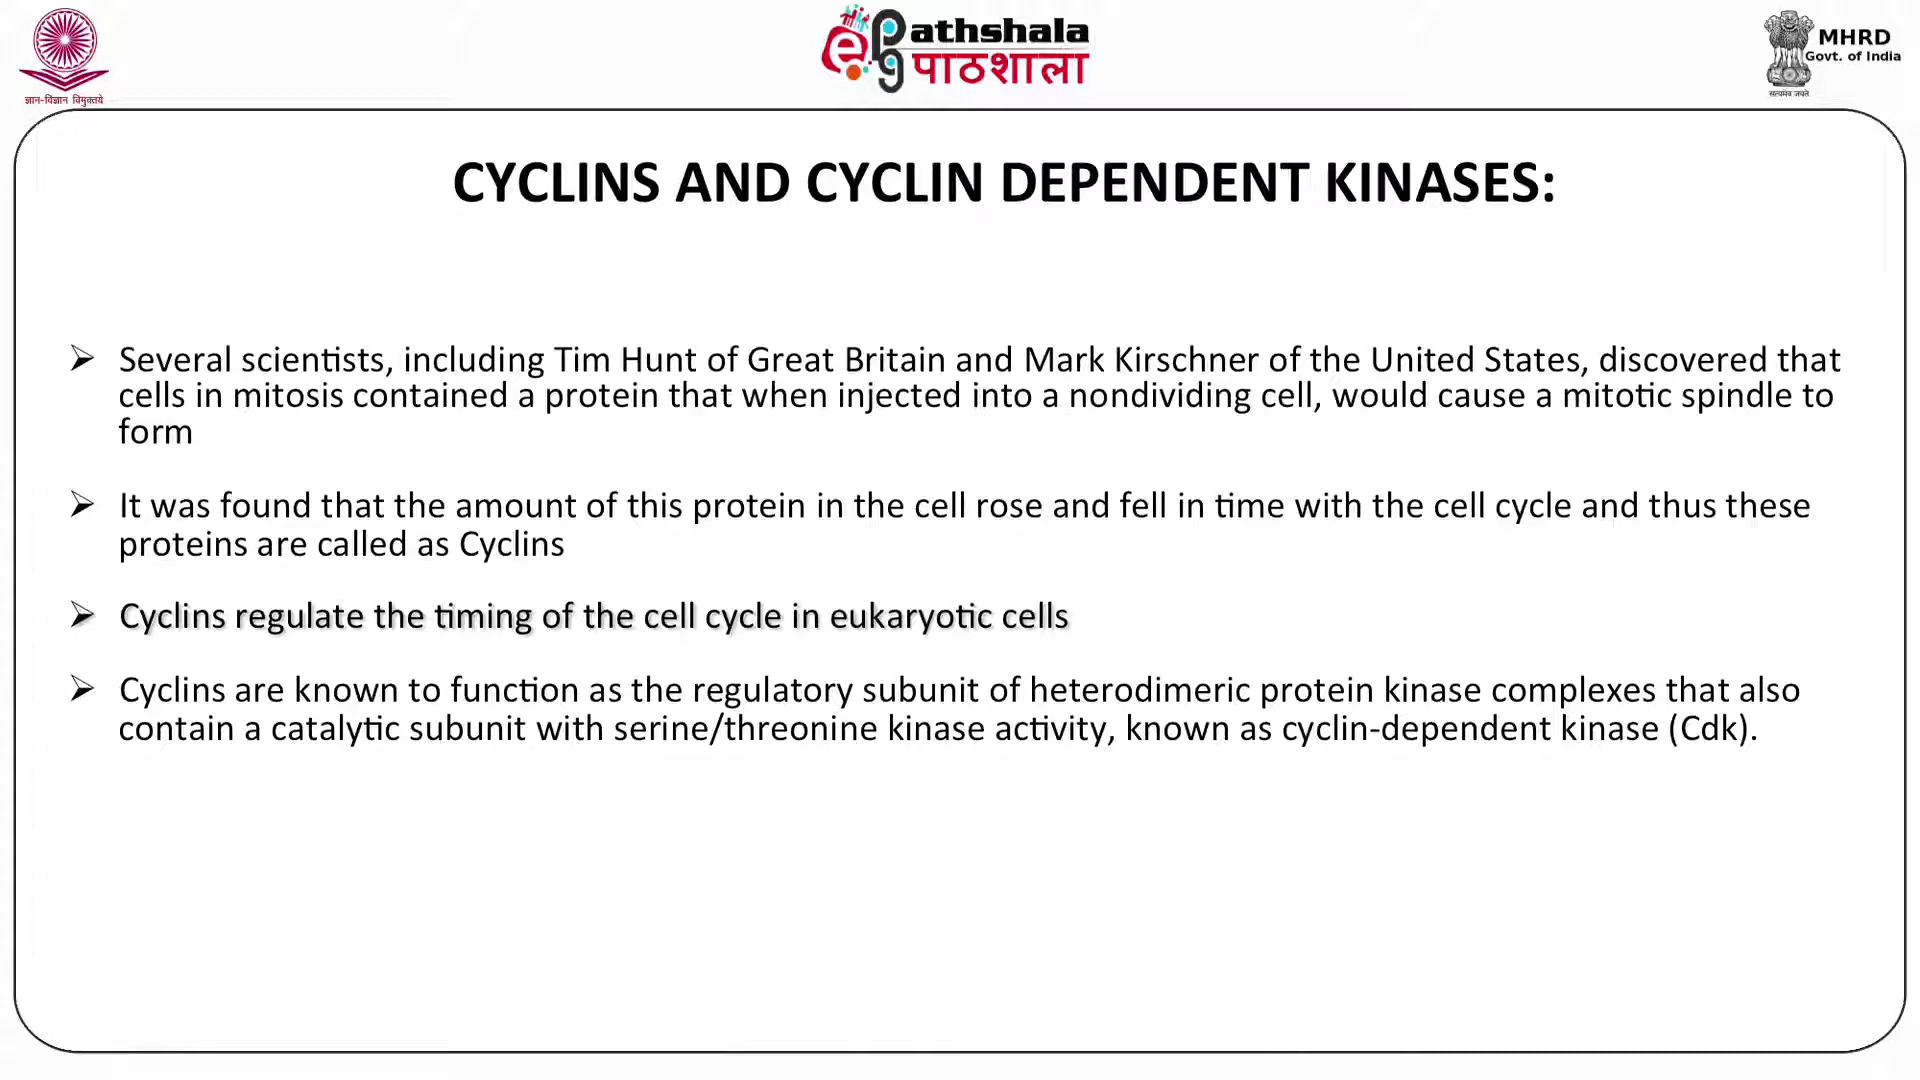 ज्ञान-विज्ञान विमुक्तये
e
Pathshala
पाठशाला
MHRD
Govt. of India
सत्यमेव जयते
CYCLINS AND CYCLIN DEPENDENT KINASES:
➢ Several scientists, including Tim Hunt of Great Britain and Mark Kirschner of the United States, discovered that
cells in mitosis contained a protein that when injected into a nondividing cell, would cause a mitotic spindle to
form
➢ It was found that the amount of this protein in the cell rose and fell in time with the cell cycle and thus these
proteins are called as Cyclins
➢ Cyclins regulate the timing of the cell cycle in eukaryotic cells
➢ Cyclins are known to function as the regulatory subunit of heterodimeric protein kinase complexes that also
contain a catalytic subunit with serine/threonine kinase activity, known as cyclin-dependent kinase (Cdk).